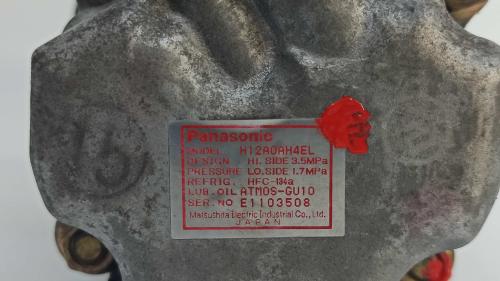 Panasonic
MODEL H12A0AH4EL
DESIGN HI. SIDE 3.5MPa
PRESSURE LO. SIDE 1.7MPa
REFRIG. HFC-134a
LUB. OIL ATMOS-GU10
SER. NO E1103508
Matsushita Electric Industrial Co., Ltd.
JAPAN